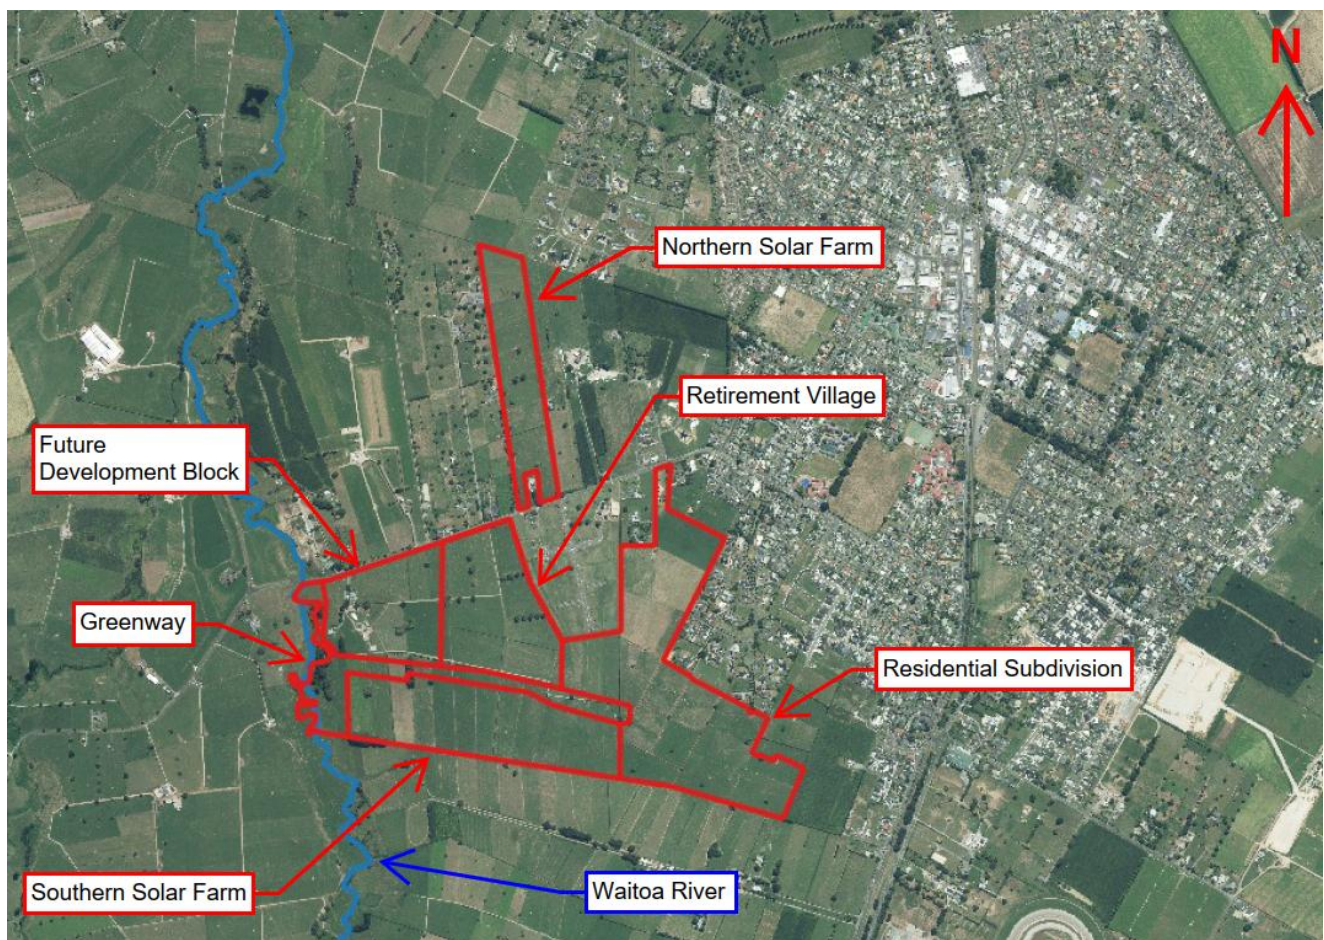 N
Northern Solar Farm
Retirement Village
Future
Development Block
Greenway
Residential Subdivision
Southern Solar Farm
Waitoa River